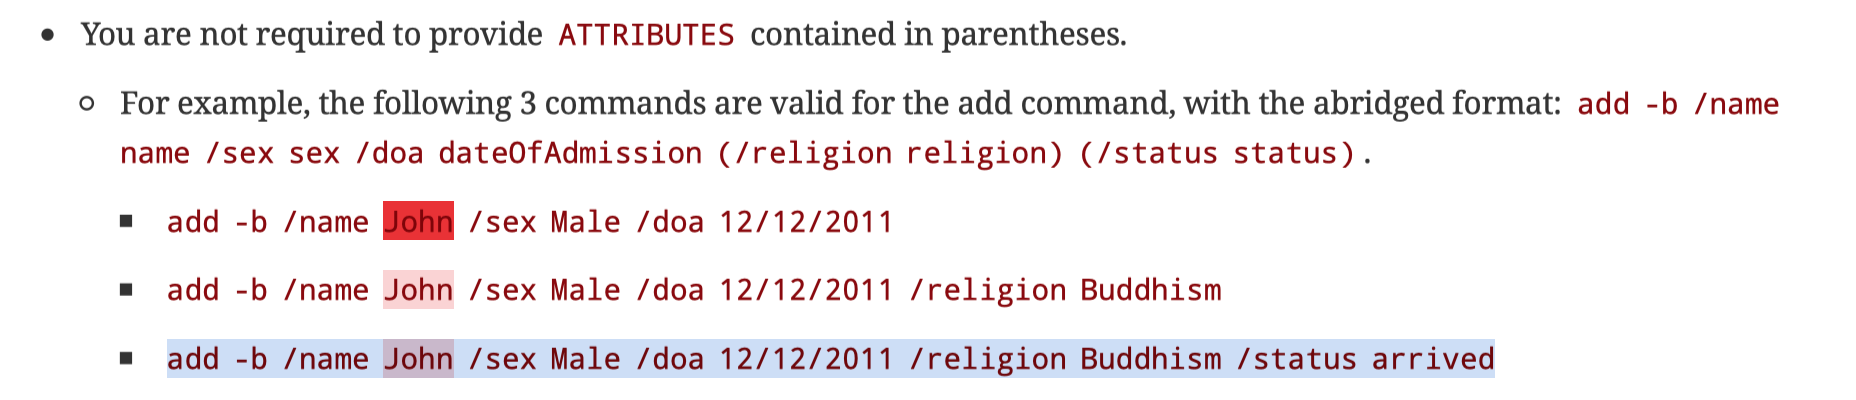 You are not required to provide ATTRIBUTES contained in parentheses.
For example, the following 3 commands are valid for the add command, with the abridged format: add -b /name
name /sex sex /doa dateOfAdmission (/religion religion) (/status status).
add -b /name John /sex Male /doa 12/12/2011
add -b /name John /sex Male /doa 12/12/2011 /religion Buddhism
add -b /name John /sex Male /doa 12/12/2011 /religion Buddhism /status arrived